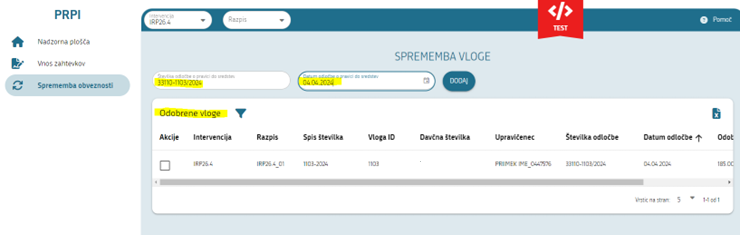 PRPI
Nadzorna plošča
Vnos zahtevkov
Sprememba obveznosti
Intervencija
IRP26.4
Razpis
</>
TEST
Pomoč
SPREMEMBA VLOGE
Številka odločbe o pravici do sredstev
33110-1103/2024
Datum odločbe o pravici do sredstev
04.04.2024
DODAJ
Odobrene vloge
Akcije Intervencija Razpis Spis številka Vloga ID Davčna številka Upravičenec Številka odločbe Datum odločbe Odob
IRP26.4 IRP26.4_01 1103-2024 1103 PRIIMEK IME_0447976 33110-1103/2024 04.04.2024 185.00
Vrstic na stran: 5 1-1 od 1